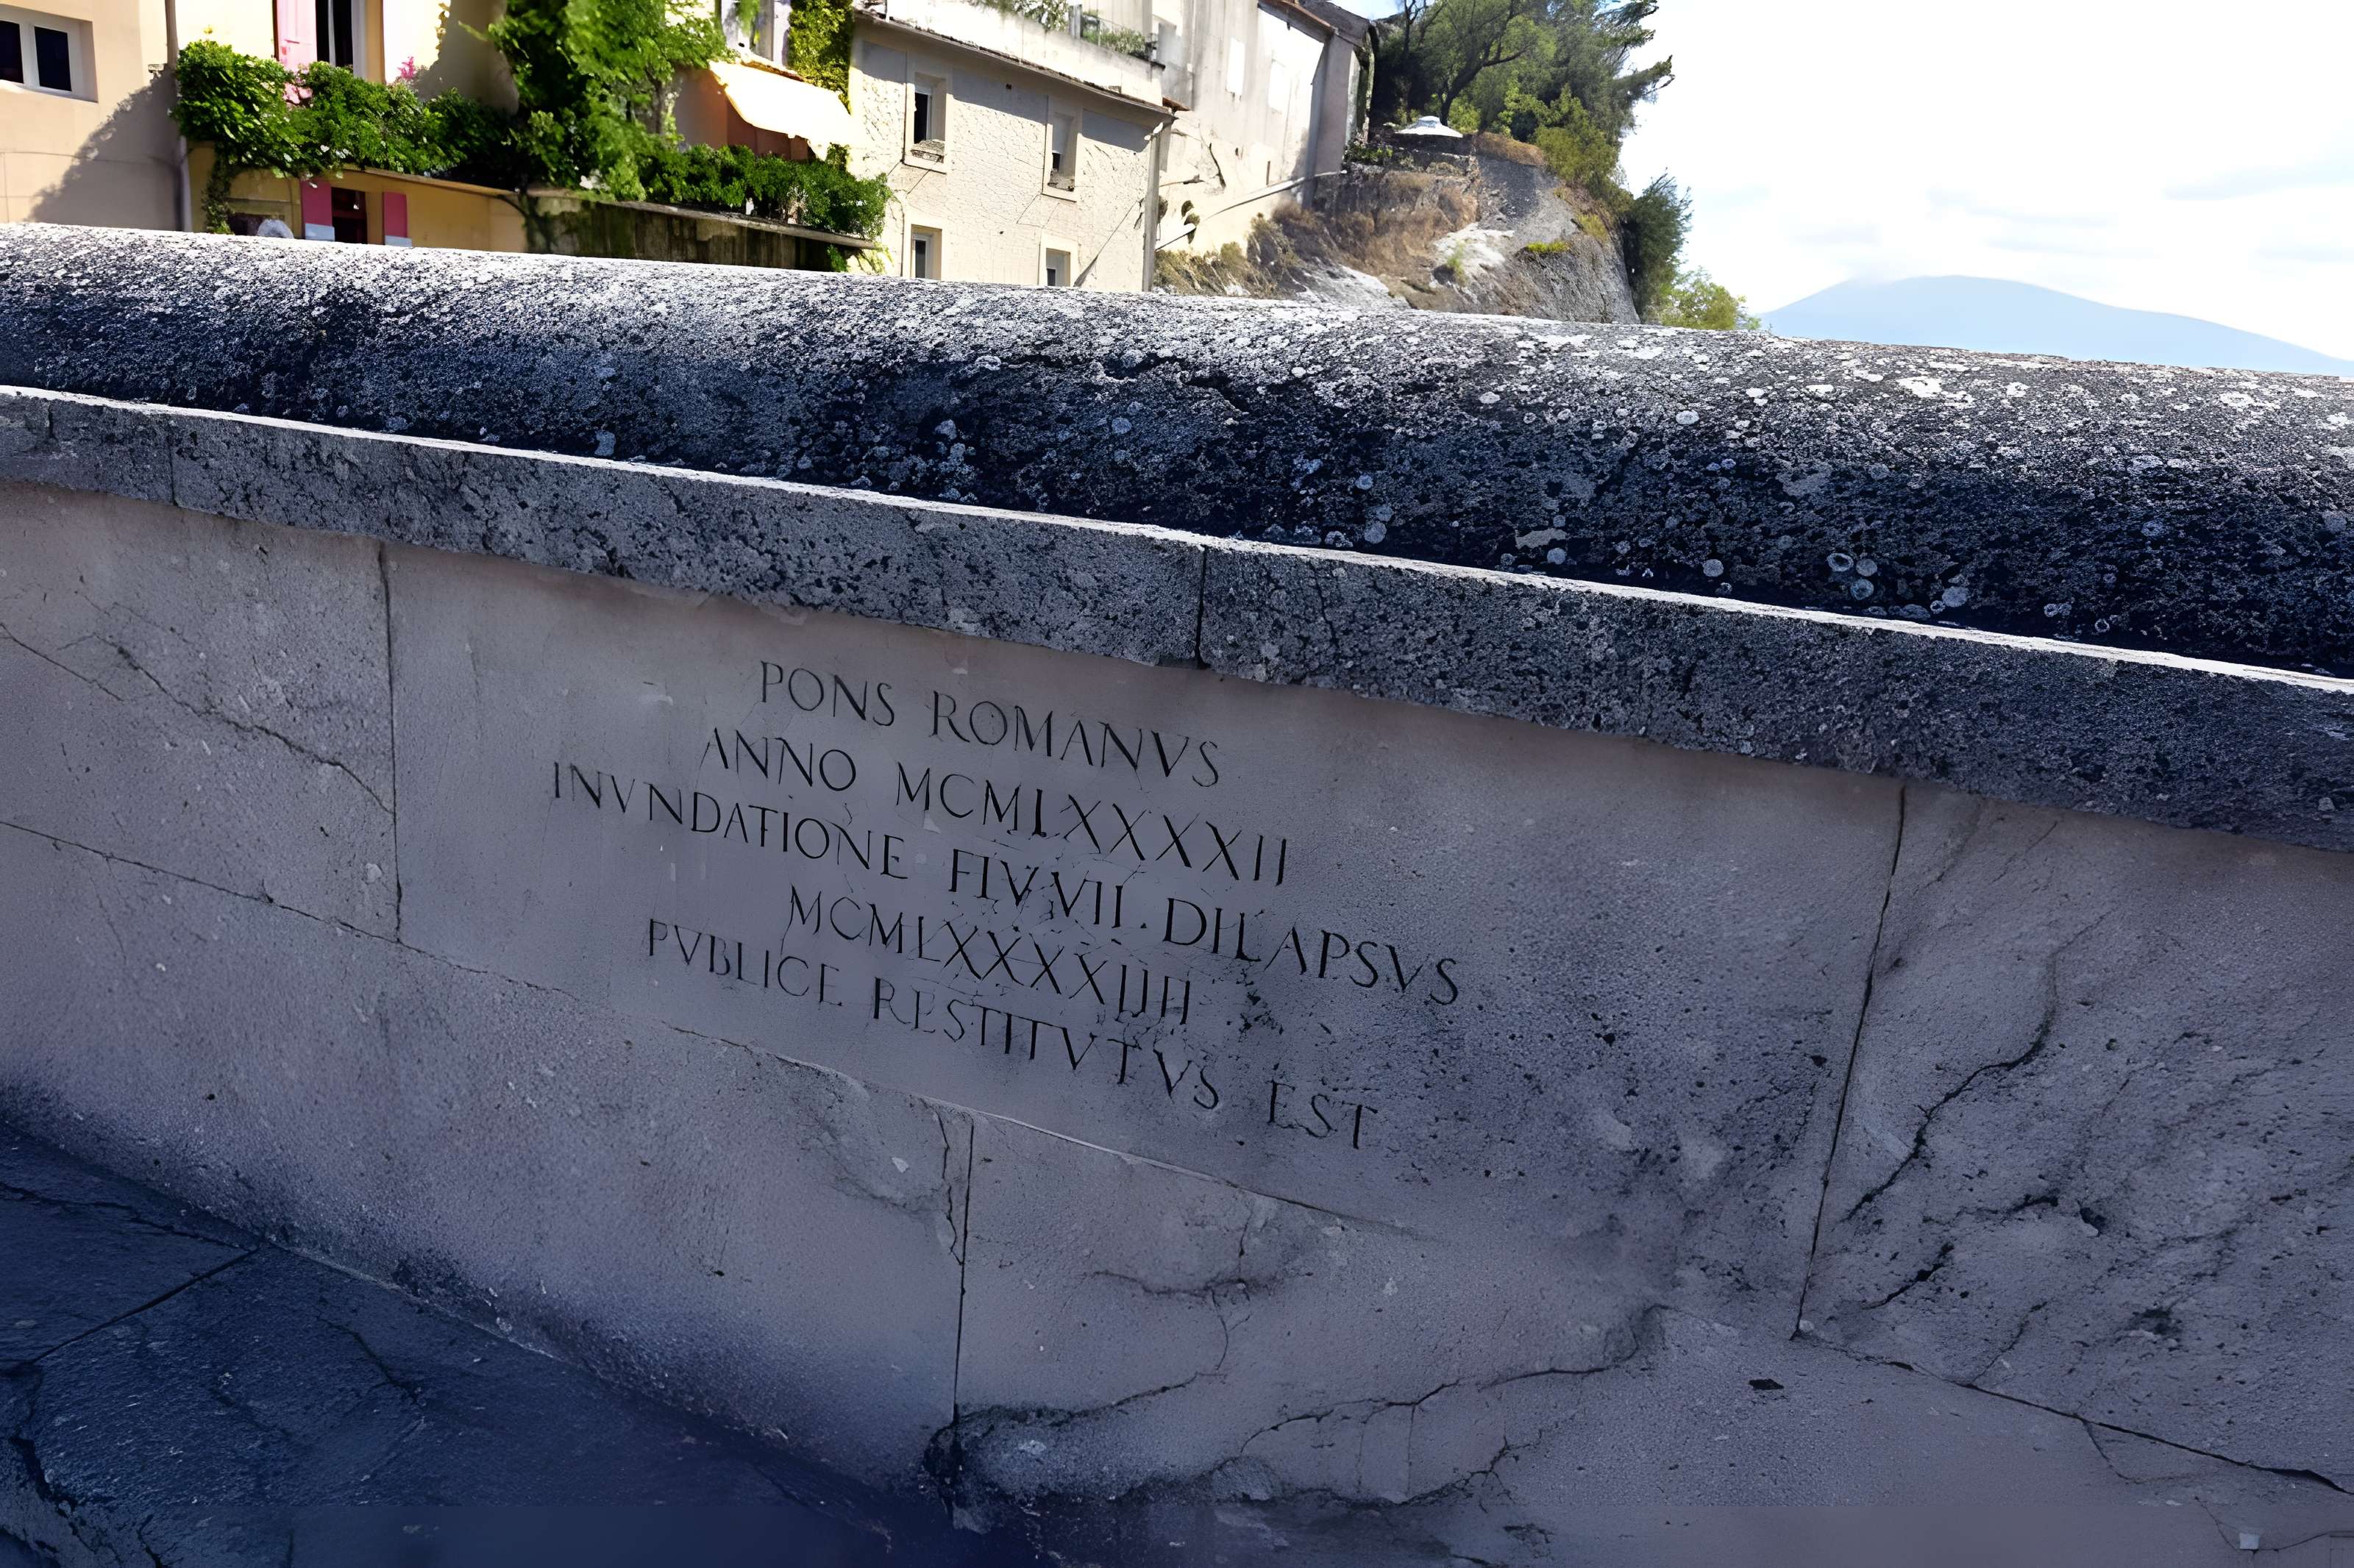 PONS ROMANVS
ANNO MCMLXXXXII
INVNDATIONE FLVVII DILAPSVS
MCMLXXXXIIII
PVBLICE RESTITVTVS EST